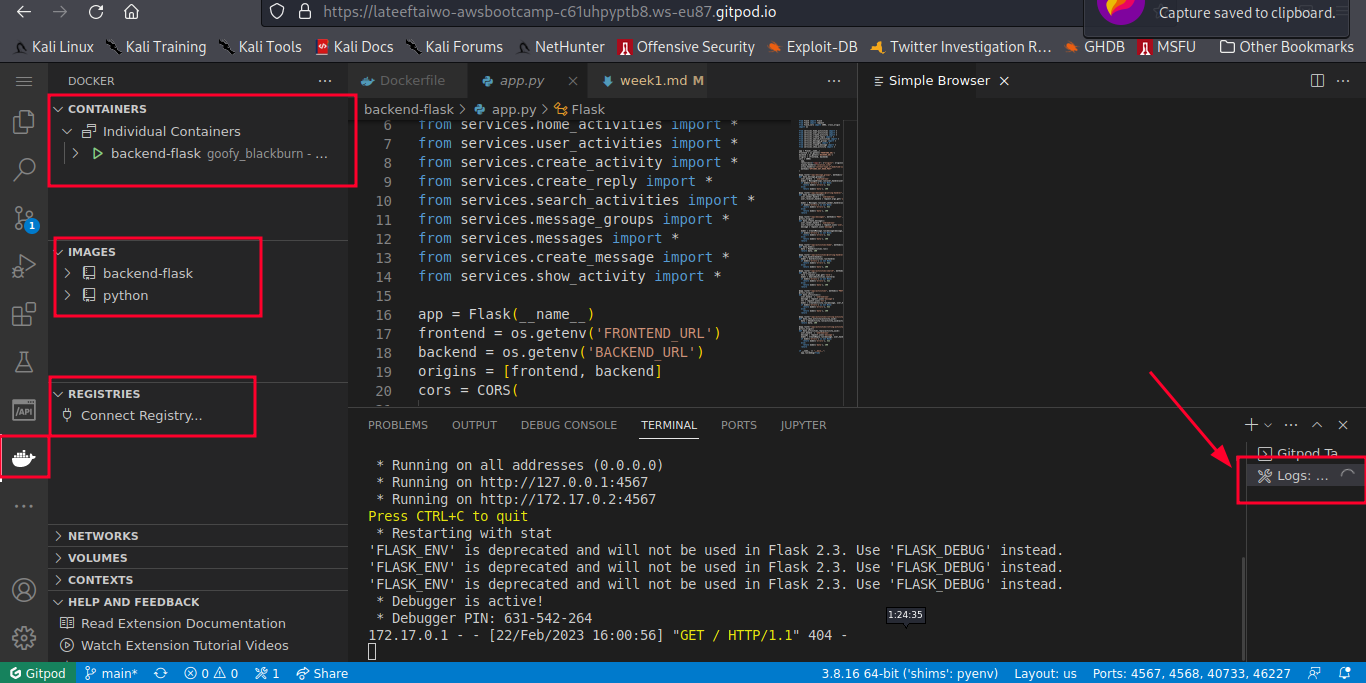 https://lateeftaiwo-awsbootcamp-c61uhpyptb8.ws-eu87.gitpod.io
Capture saved to clipboard.
Kali Linux Kali Training Kali Tools Kali Docs Kali Forums NetHunter Offensive Security Exploit-DB Twitter Investigation R... GHDB MSFU Other Bookmarks
DOCKER ...
Dockerfile app.py week1.md M ...
Simple Browser ...
CONTAINERS
Individual Containers
backend-flask goofy_blackburn - ...
IMAGES
backend-flask
python
REGISTRIES
Connect Registry...
NETWORKS
VOLUMES
CONTEXTS
HELP AND FEEDBACK
Read Extension Documentation
Watch Extension Tutorial Videos
1
/API
backend-flask > app.py > Flask
6 from services.home_activities import *
7 from services.user_activities import *
8 from services.create_activity import *
9 from services.create_reply import *
10 from services.search_activities import *
11 from services.message_groups import *
12 from services.messages import *
13 from services.create_message import *
14 from services.show_activity import *
15
16 app = Flask(__name__)
17 frontend = os.getenv('FRONTEND_URL')
18 backend = os.getenv('BACKEND_URL')
19 origins = [frontend, backend]
20 cors = CORS(
PROBLEMS OUTPUT DEBUG CONSOLE TERMINAL PORTS JUPYTER
* Running on all addresses (0.0.0.0)
* Running on http://127.0.0.1:4567
* Running on http://172.17.0.2:4567
Press CTRL+C to quit
* Restarting with stat
'FLASK_ENV' is deprecated and will not be used in Flask 2.3. Use 'FLASK_DEBUG' instead.
'FLASK_ENV' is deprecated and will not be used in Flask 2.3. Use 'FLASK_DEBUG' instead.
'FLASK_ENV' is deprecated and will not be used in Flask 2.3. Use 'FLASK_DEBUG' instead.
* Debugger is active!
* Debugger PIN: 631-542-264
172.17.0.1 - - [22/Feb/2023 16:00:56] "GET / HTTP/1.1" 404 -
1:24:35
Gitpod Ta
Logs: ...
Gitpod main* 0 0 1 Share
3.8.16 64-bit ('shims': pyenv) Layout: us Ports: 4567, 4568, 40733, 46227